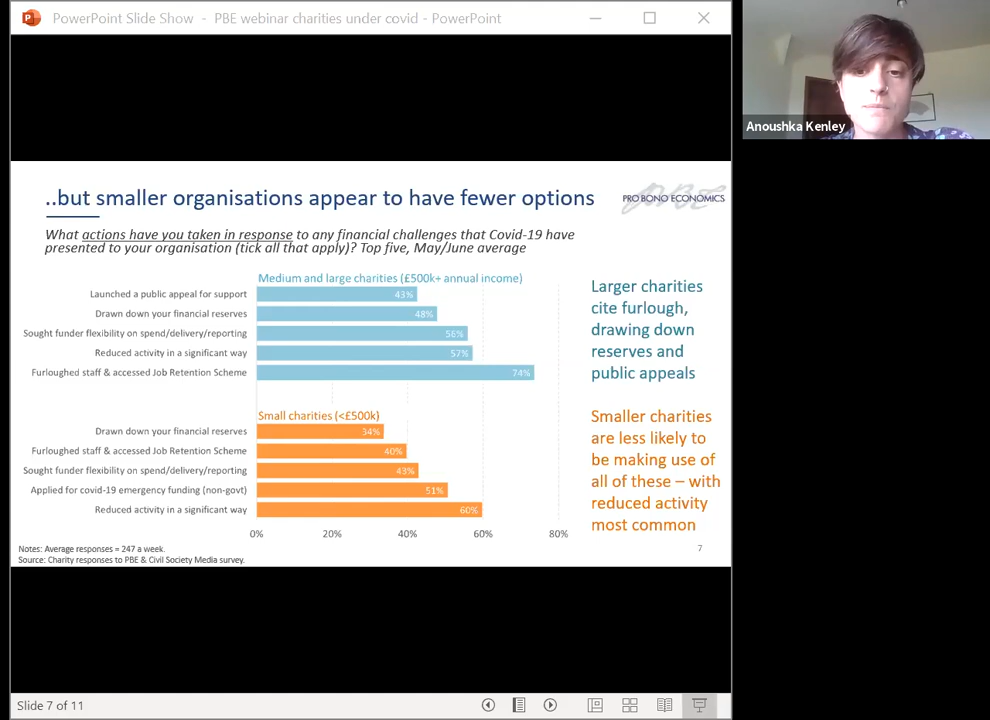 PowerPoint Slide Show - PBE webinar charities under covid - PowerPoint
Anoushka Kenley
..but smaller organisations appear to have fewer options
PRO BONO ECONOMICS
What actions have you taken in response to any financial challenges that Covid-19 have
presented to your organisation (tick all that apply)? Top five, May/June average
Medium and large charities (£500k+ annual income)
Launched a public appeal for support 43%
Drawn down your financial reserves 48%
Sought funder flexibility on spend/delivery/reporting 56%
Reduced activity in a significant way 57%
Furloughed staff & accessed Job Retention Scheme 74%
Small charities (<£500k)
Drawn down your financial reserves 34%
Furloughed staff & accessed Job Retention Scheme 40%
Sought funder flexibility on spend/delivery/reporting 43%
Applied for covid-19 emergency funding (non-govt) 51%
Reduced activity in a significant way 60%
0% 20% 40% 60% 80%
Larger charities
cite furlough,
drawing down
reserves and
public appeals
Smaller charities
are less likely to
be making use of
all of these – with
reduced activity
most common
Notes: Average responses = 247 a week.
Source: Charity responses to PBE & Civil Society Media survey.
7
Slide 7 of 11